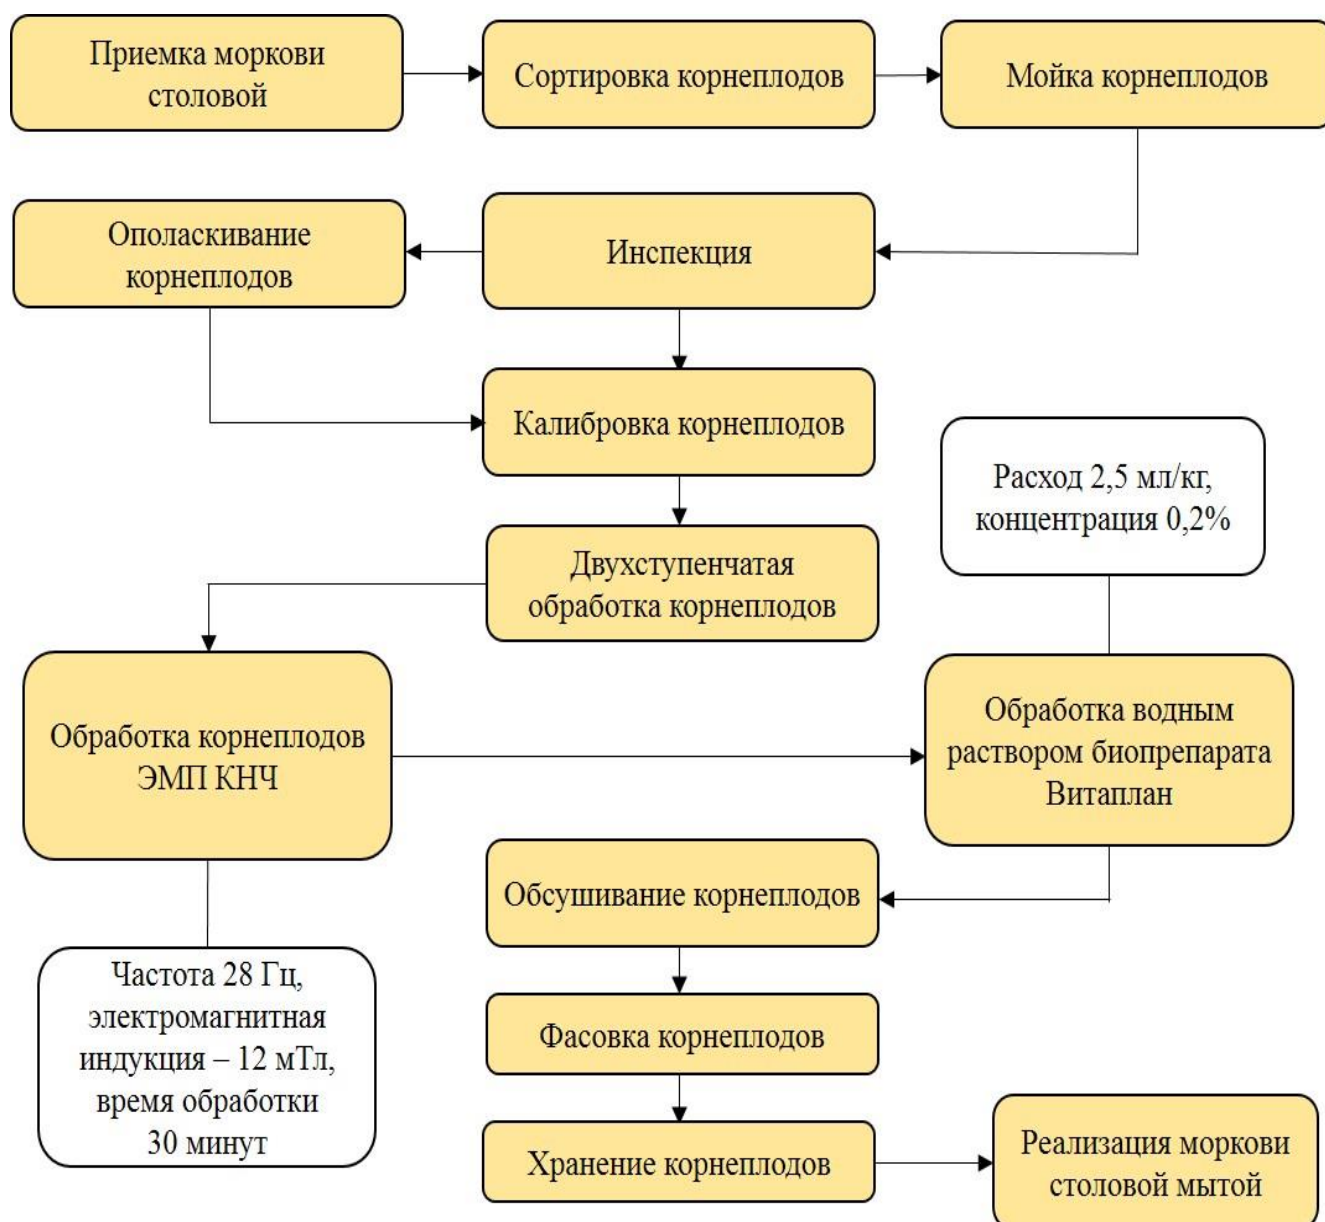 Приемка моркови
столовой
Сортировка корнеплодов
Мойка корнеплодов
Ополаскивание
корнеплодов
Инспекция
Калибровка корнеплодов
Расход 2,5 мл/кг,
концентрация 0,2%
Двухступенчатая
обработка корнеплодов
Обработка корнеплодов
ЭМП КНЧ
Обработка водным
раствором биопрепарата
Витаплан
Обсушивание корнеплодов
Частота 28 Гц,
электромагнитная
индукция – 12 мТл,
время обработки
30 минут
Фасовка корнеплодов
Хранение корнеплодов
Реализация моркови
столовой мытой